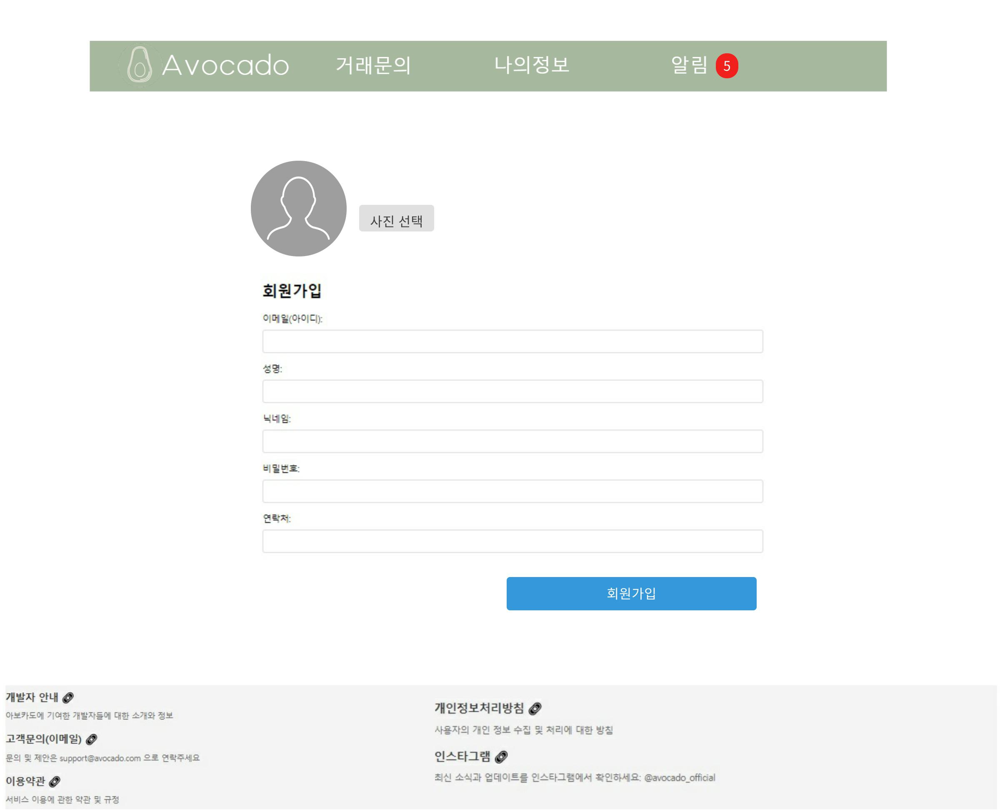 Avocado 거래문의 나의정보 알림 5
사진 선택
회원가입
이메일(아이디):
성명:
닉네임:
비밀번호:
연락처:
회원가입
개발자 안내
아보카도에 기여한 개발자들에 대한 소개와 정보
고객문의(이메일)
문의 및 제안은 support@avocado.com 으로 연락주세요
이용약관
서비스 이용에 관한 약관 및 규정
개인정보처리방침
사용자의 개인 정보 수집 및 처리에 대한 방침
인스타그램
최신 소식과 업데이트를 인스타그램에서 확인하세요: @avocado_official